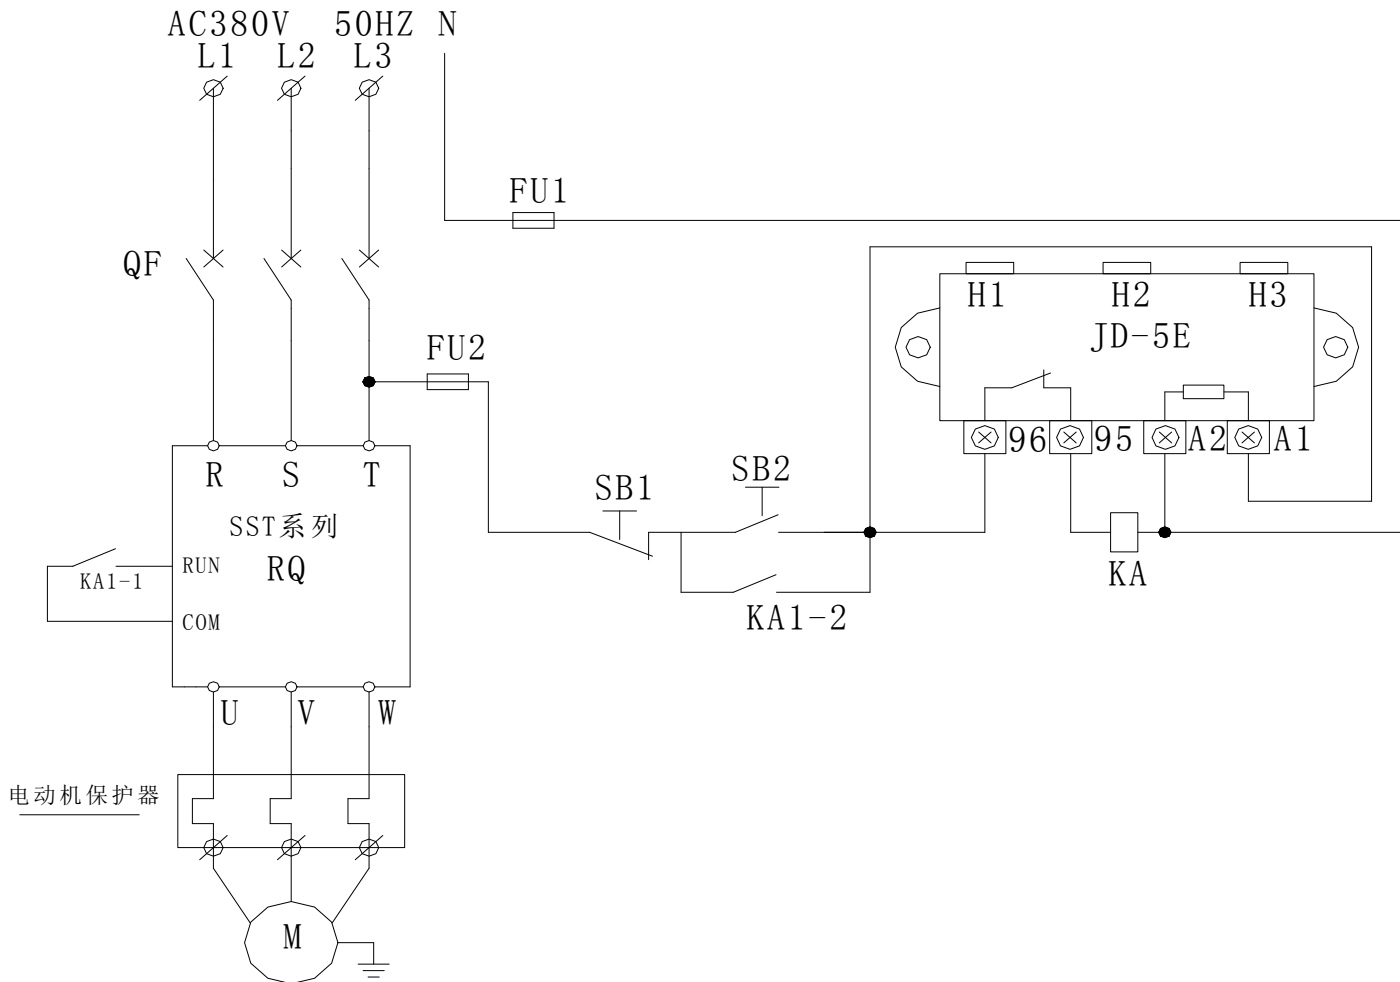 AC380V 50HZ N
L1 L2 L3
FU1
QF
H1 H2 H3
JD-5E
FU2
96 95 A2 A1
R S T
SB1 SB2
SST系列
RQ
RUN
KA1-1
COM
KA
KA1-2
U V W
电动机保护器
M